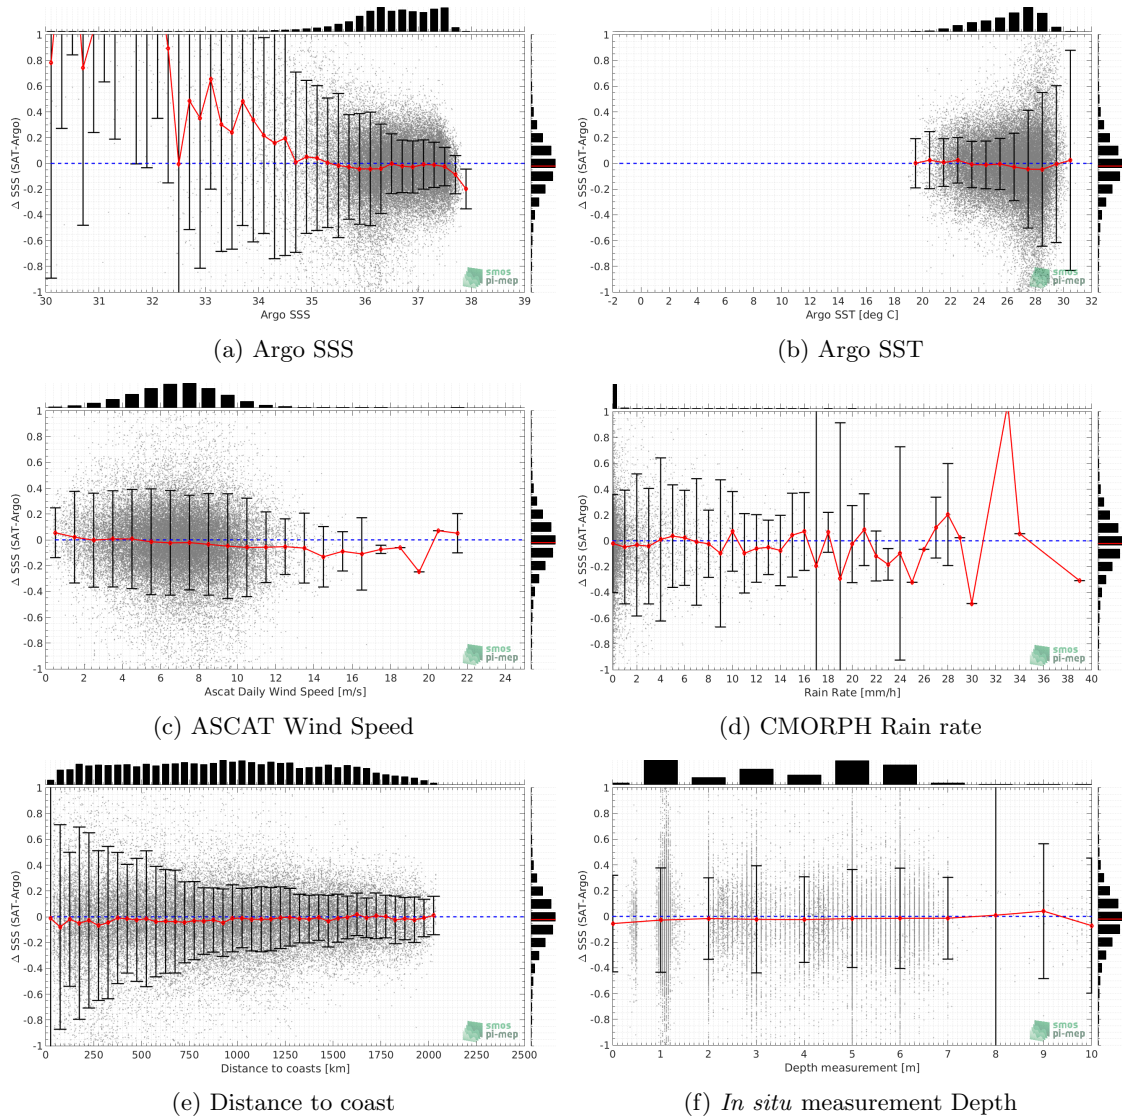 1
0.8
0.6
0.4
0.2
0
-0.2
-0.4
-0.6
-0.8
-1
Δ SSS (SAT-Argo)
30 31 32 33 34 35 36 37 38 39
Argo SSS
smos
pi-mep
(a) Argo SSS
1
0.8
0.6
0.4
0.2
0
-0.2
-0.4
-0.6
-0.8
-1
Δ SSS (SAT-Argo)
-2 0 2 4 6 8 10 12 14 16 18 20 22 24 26 28 30 32
Argo SST [deg C]
smos
pi-mep
(b) Argo SST
1
0.8
0.6
0.4
0.2
0
-0.2
-0.4
-0.6
-0.8
-1
Δ SSS (SAT-Argo)
0 2 4 6 8 10 12 14 16 18 20 22 24
Ascat Daily Wind Speed [m/s]
smos
pi-mep
(c) ASCAT Wind Speed
1
0.8
0.6
0.4
0.2
0
-0.2
-0.4
-0.6
-0.8
-1
Δ SSS (SAT-Argo)
0 2 4 6 8 10 12 14 16 18 20 22 24 26 28 30 32 34 36 38 40
Rain Rate [mm/h]
smos
pi-mep
(d) CMORPH Rain rate
1
0.8
0.6
0.4
0.2
0
-0.2
-0.4
-0.6
-0.8
-1
Δ SSS (SAT-Argo)
0 250 500 750 1000 1250 1500 1750 2000 2250 2500
Distance to coasts [km]
smos
pi-mep
(e) Distance to coast
1
0.8
0.6
0.4
0.2
0
-0.2
-0.4
-0.6
-0.8
-1
Δ SSS (SAT-Argo)
0 1 2 3 4 5 6 7 8 9 10
Depth measurement [m]
smos
pi-mep
(f) In situ measurement Depth